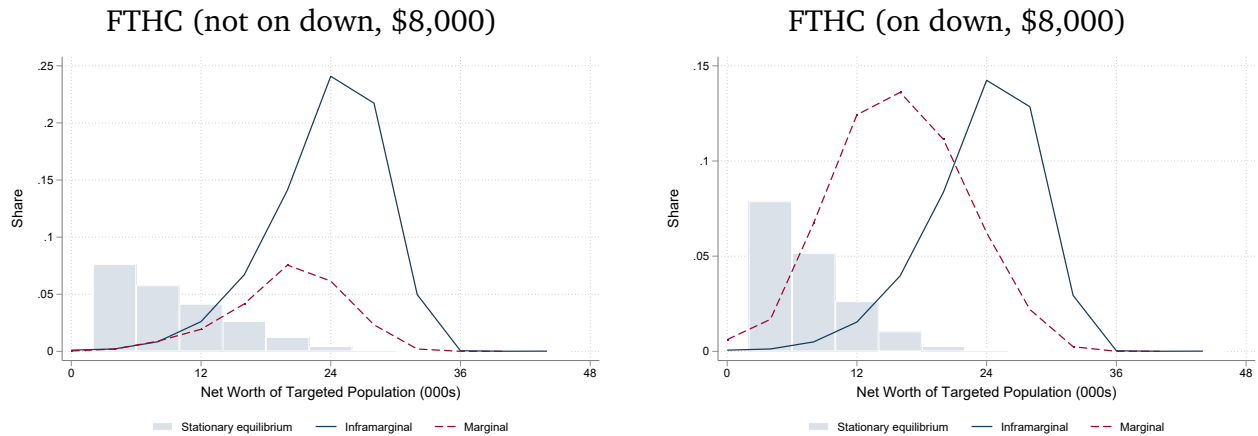 FTHC (not on down, $8,000)
.25
.2
.15
.1
.05
0
Share
0 12 24 36 48
Net Worth of Targeted Population (000s)
Stationary equilibrium Inframarginal Marginal
FTHC (on down, $8,000)
.15
.1
.05
0
Share
0 12 24 36 48
Net Worth of Targeted Population (000s)
Stationary equilibrium Inframarginal Marginal